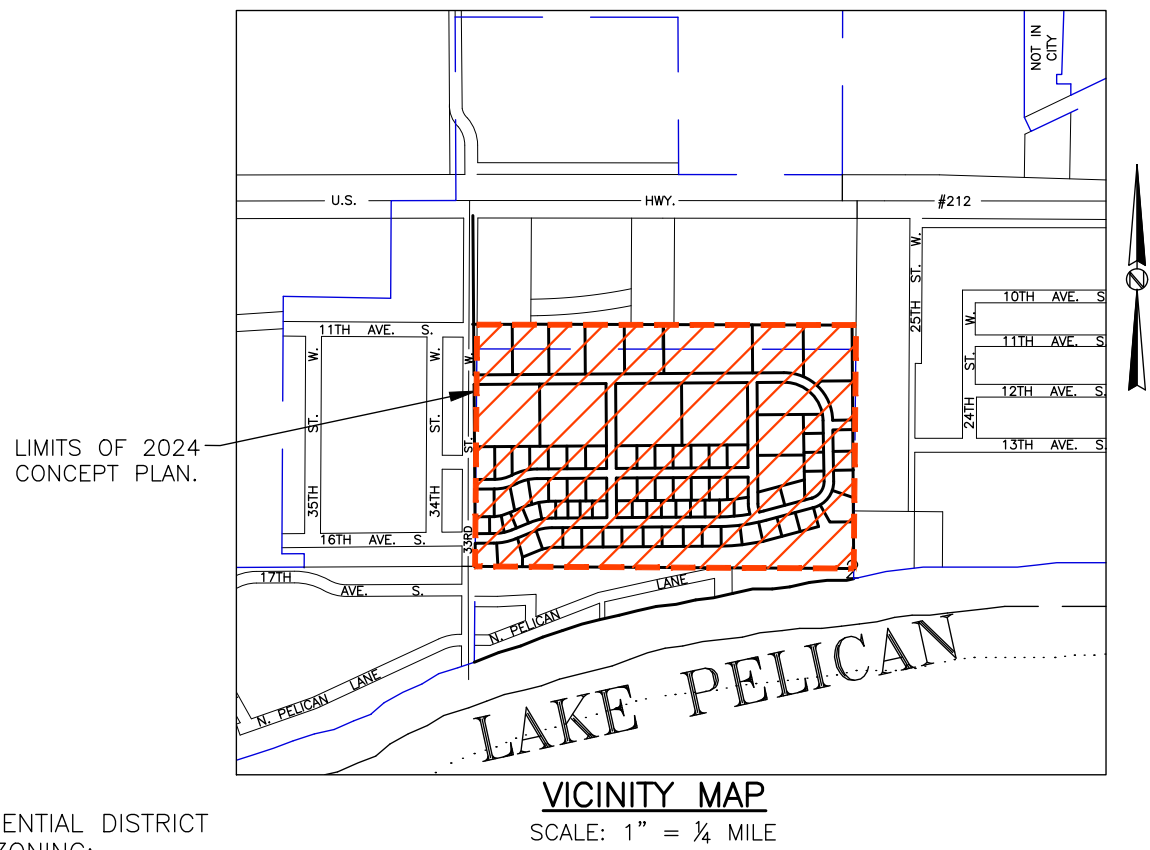 NOT IN
CITY
U.S. HWY. #212
25TH ST. W.
10TH AVE. S
11TH AVE. S.
11TH AVE. S.
12TH AVE. S.
13TH AVE. S.
24TH ST. W.
35TH ST. W.
34TH ST. W.
33RD ST. W.
LIMITS OF 2024
CONCEPT PLAN.
16TH AVE. S.
17TH AVE. S.
N. PELICAN LANE
N. PELICAN LANE
2
LAKE PELICAN
N
VICINITY MAP
SCALE: 1" = ¼ MILE
ENTIAL DISTRICT
ZONING: